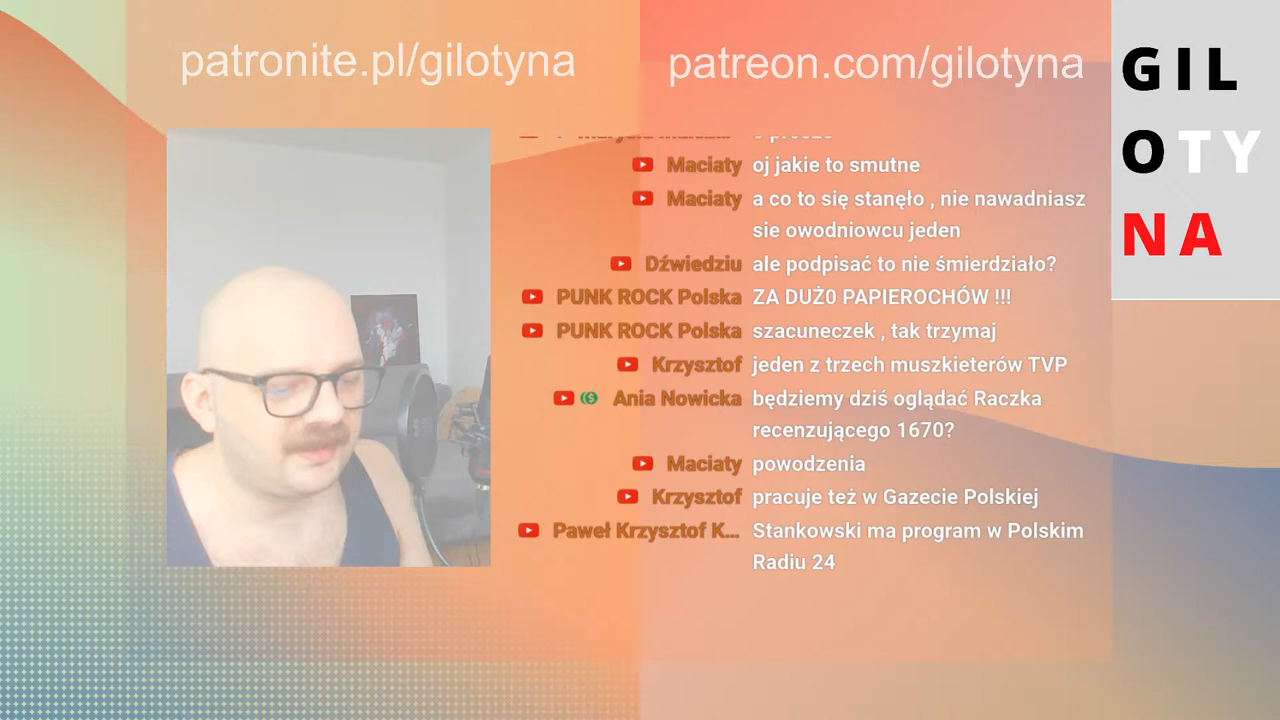 patronite.pl/gilotyna
patreon.com/gilotyna
GIL
OTY
NA
Maciaty oj jakie to smutne
Maciaty a co to się stanęło , nie nawadniasz
sie owodniowcu jeden
Dźwiedziu ale podpisać to nie śmierdziało?
PUNK ROCK Polska ZA DUŻ0 PAPIEROCHÓW !!!
PUNK ROCK Polska szacuneczek , tak trzymaj
Krzysztof jeden z trzech muszkieterów TVP
Ania Nowicka będziemy dziś oglądać Raczka
recenzującego 1670?
Maciaty powodzenia
Krzysztof pracuje też w Gazecie Polskiej
Paweł Krzysztof K... Stankowski ma program w Polskim
Radiu 24